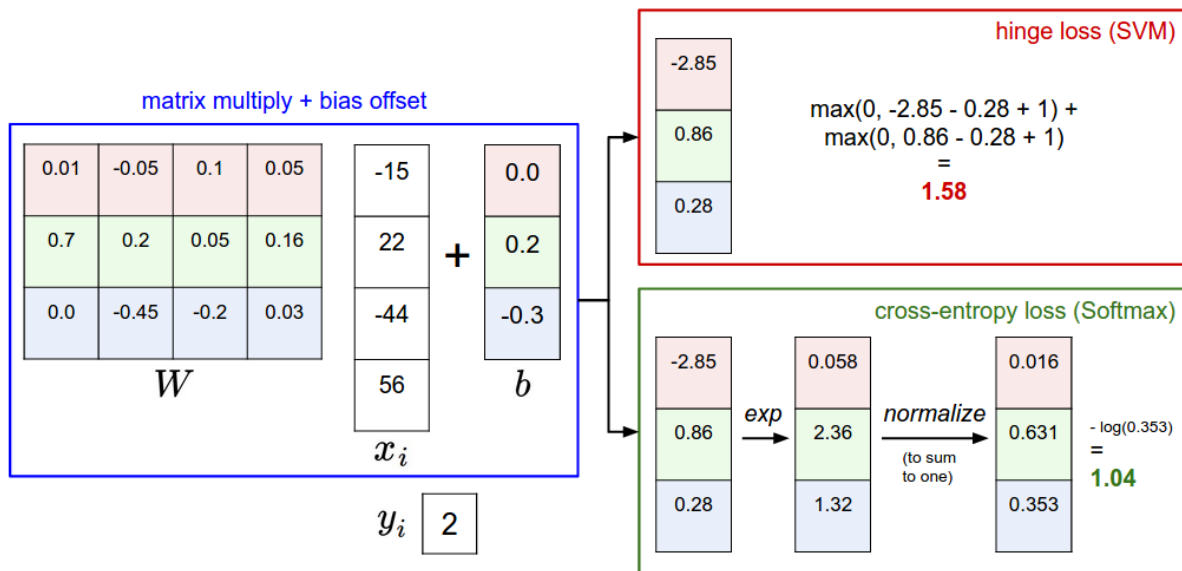 matrix multiply + bias offset
0.01 -0.05 0.1 0.05
0.7 0.2 0.05 0.16
0.0 -0.45 -0.2 0.03
W
-15
22
-44
56
x_i
+
0.0
0.2
-0.3
b
y_i 2
hinge loss (SVM)
-2.85
0.86
0.28
max(0, -2.85 - 0.28 + 1) +
max(0, 0.86 - 0.28 + 1)
=
1.58
cross-entropy loss (Softmax)
-2.85
0.86
0.28
exp
0.058
2.36
1.32
normalize
(to sum
to one)
0.016
0.631
0.353
- log(0.353)
=
1.04